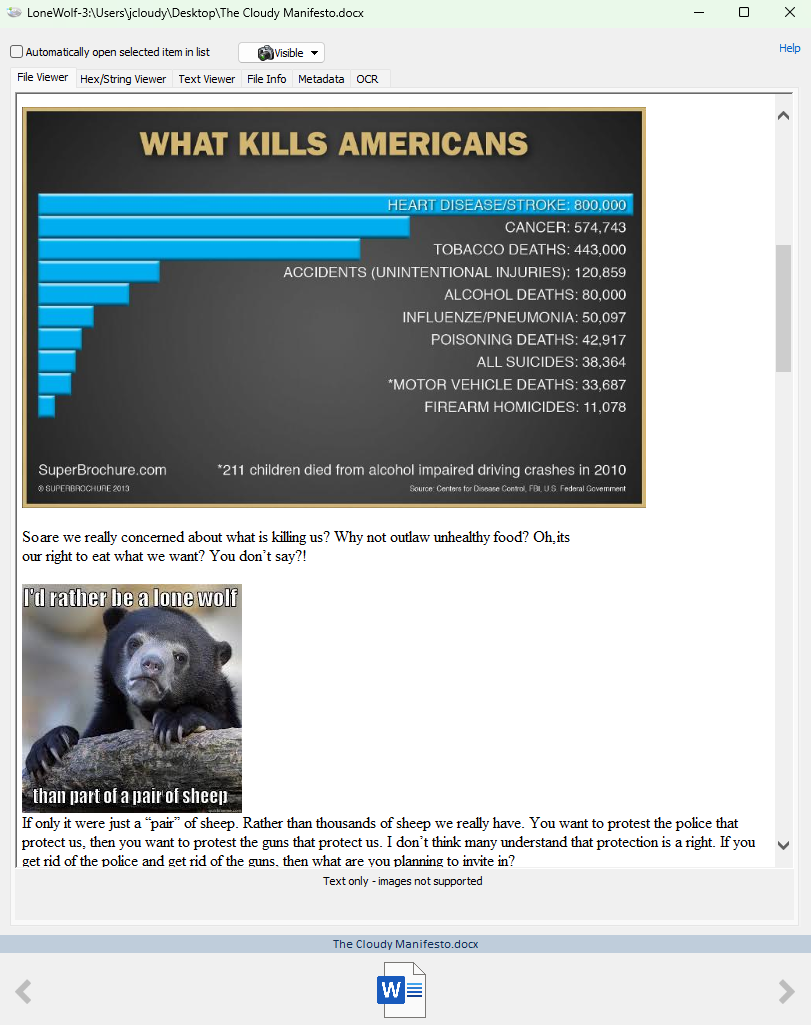 LoneWolf-3:\Users\jcloudy\Desktop\The Cloudy Manifesto.docx
Automatically open selected item in list
Visible
Help
File Viewer
Hex/String Viewer
Text Viewer
File Info
Metadata
OCR
WHAT KILLS AMERICANS
HEART DISEASE/STROKE: 800,000
CANCER: 574,743
TOBACCO DEATHS: 443,000
ACCIDENTS (UNINTENTIONAL INJURIES): 120,859
ALCOHOL DEATHS: 80,000
INFLUENZE/PNEUMONIA: 50,097
POISONING DEATHS: 42,917
ALL SUICIDES: 38,364
*MOTOR VEHICLE DEATHS: 33,687
FIREARM HOMICIDES: 11,078
SuperBrochure.com
*211 children died from alcohol impaired driving crashes in 2010
© SUPERBROCHURE 2013
Source: Centers for Disease Control, FBI, U.S. Federal Government
So are we really concerned about what is killing us? Why not outlaw unhealthy food? Oh,its
our right to eat what we want? You don’t say?!
I'd rather be a lone wolf
than part of a pair of sheep
If only it were just a “pair” of sheep. Rather than thousands of sheep we really have. You want to protest the police that
protect us, then you want to protest the guns that protect us. I don’t think many understand that protection is a right. If you
get rid of the police and get rid of the guns, then what are you planning to invite in?
Text only - images not supported
The Cloudy Manifesto.docx
W